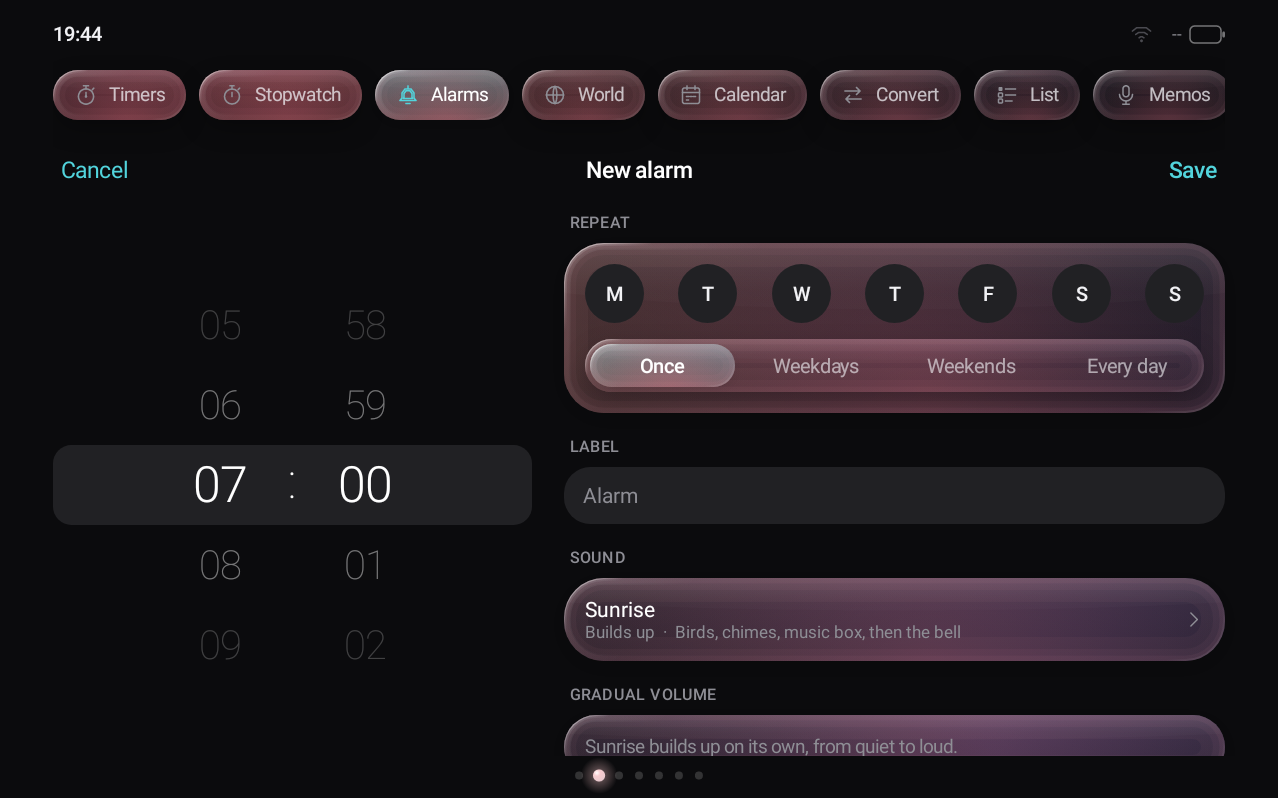 19:44
--
Timers Stopwatch Alarms World Calendar Convert List Memos
Cancel New alarm Save
REPEAT
M T W T F S S
Once Weekdays Weekends Every day
LABEL
Alarm
SOUND
Sunrise
Builds up · Birds, chimes, music box, then the bell
GRADUAL VOLUME
Sunrise builds up on its own, from quiet to loud.
05 58
06 59
07 : 00
08 01
09 02